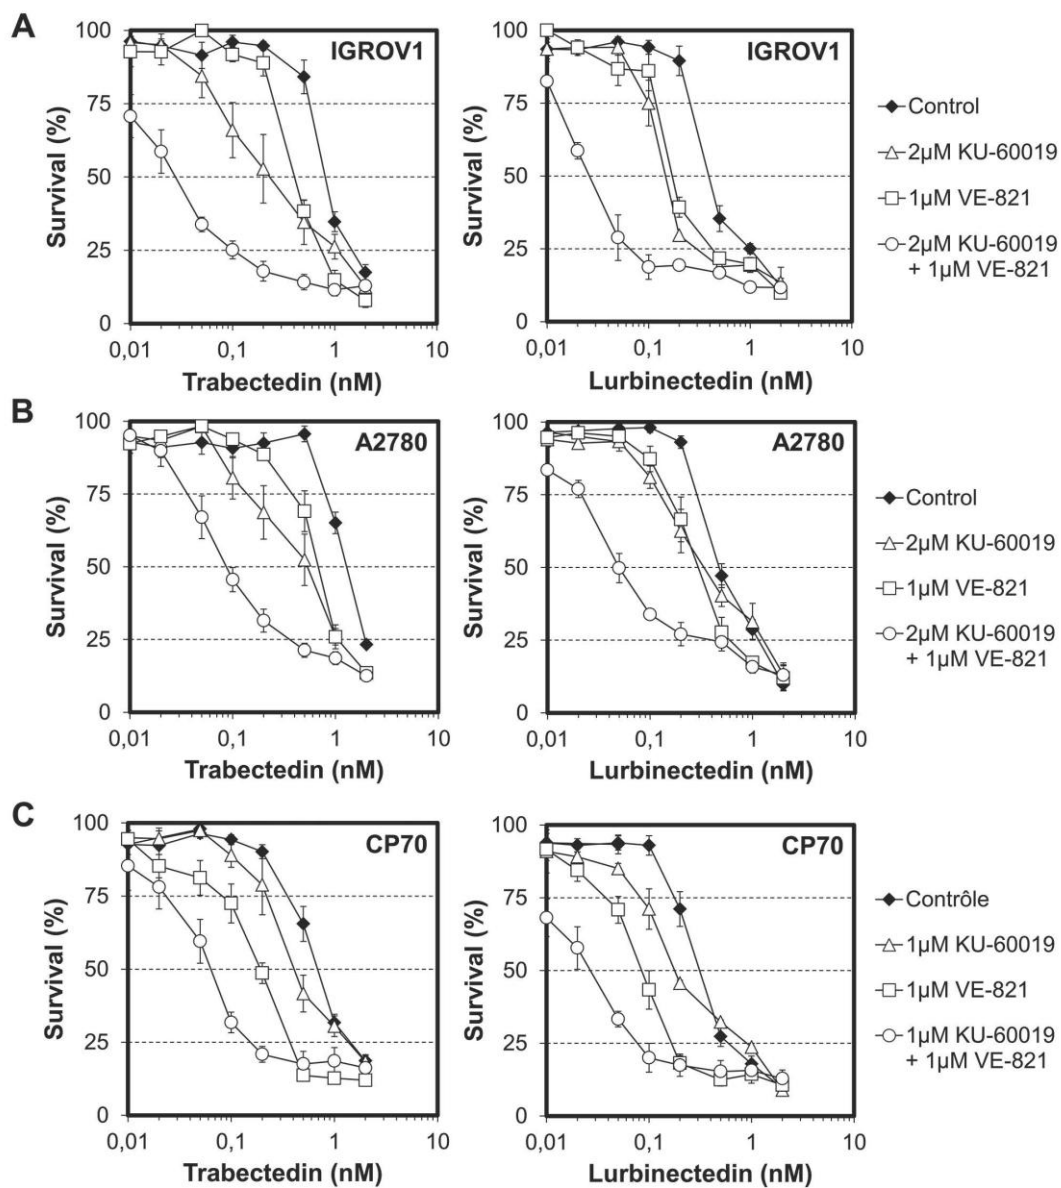 A
IGROV1
100
75
50
25
0
Survival (%)
0,01 0,1 1 10
Trabectedin (nM)
IGROV1
100
75
50
25
0
Survival (%)
0,01 0,1 1 10
Lurbinectedin (nM)
Control
2µM KU-60019
1µM VE-821
2µM KU-60019
+ 1µM VE-821
B
A2780
100
75
50
25
0
Survival (%)
0,01 0,1 1 10
Trabectedin (nM)
A2780
100
75
50
25
0
Survival (%)
0,01 0,1 1 10
Lurbinectedin (nM)
Control
2µM KU-60019
1µM VE-821
2µM KU-60019
+ 1µM VE-821
C
CP70
100
75
50
25
0
Survival (%)
0,01 0,1 1 10
Trabectedin (nM)
CP70
100
75
50
25
0
Survival (%)
0,01 0,1 1 10
Lurbinectedin (nM)
Contrôle
1µM KU-60019
1µM VE-821
1µM KU-60019
+ 1µM VE-821